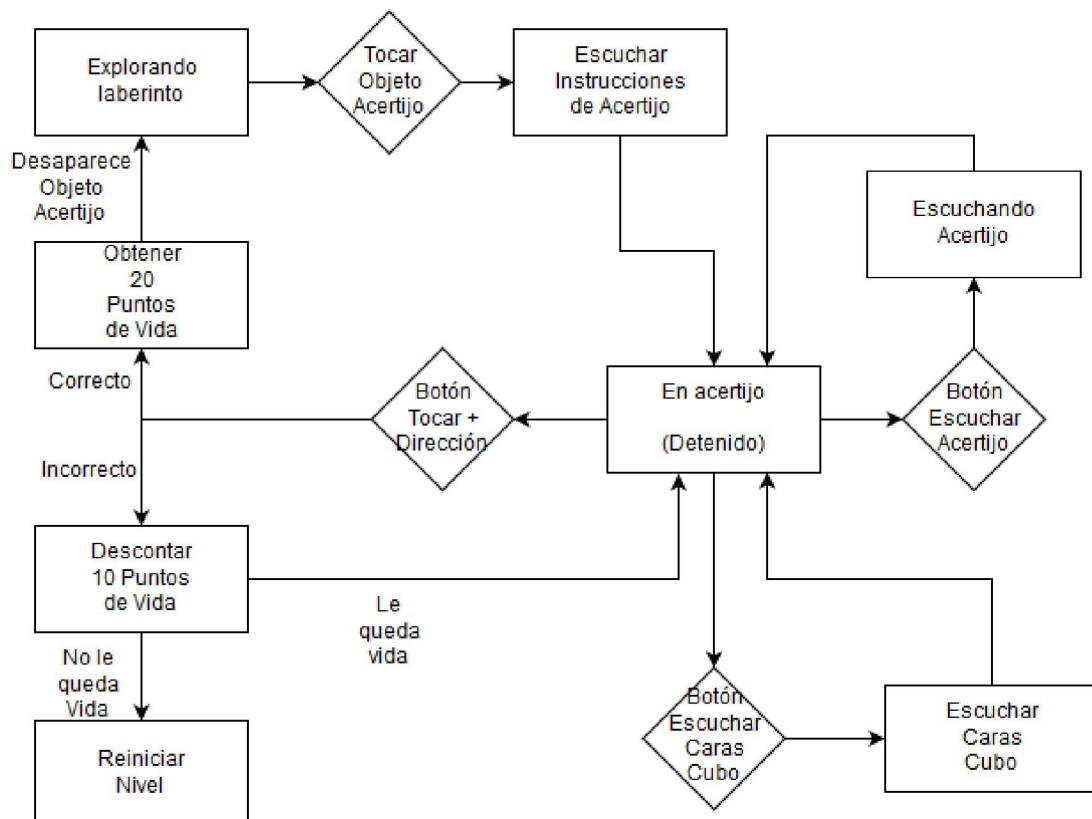 Explorando
laberinto
Tocar
Objeto
Acertijo
Escuchar
Instrucciones
de Acertijo
Desaparece
Objeto
Acertijo
Escuchando
Acertijo
Obtener
20
Puntos
de Vida
Correcto
Botón
Tocar +
Dirección
En acertijo
(Detenido)
Botón
Escuchar
Acertijo
Incorrecto
Descontar
10 Puntos
de Vida
Le
queda
vida
No le
queda
Vida
Botón
Escuchar
Caras
Cubo
Escuchar
Caras
Cubo
Reiniciar
Nivel